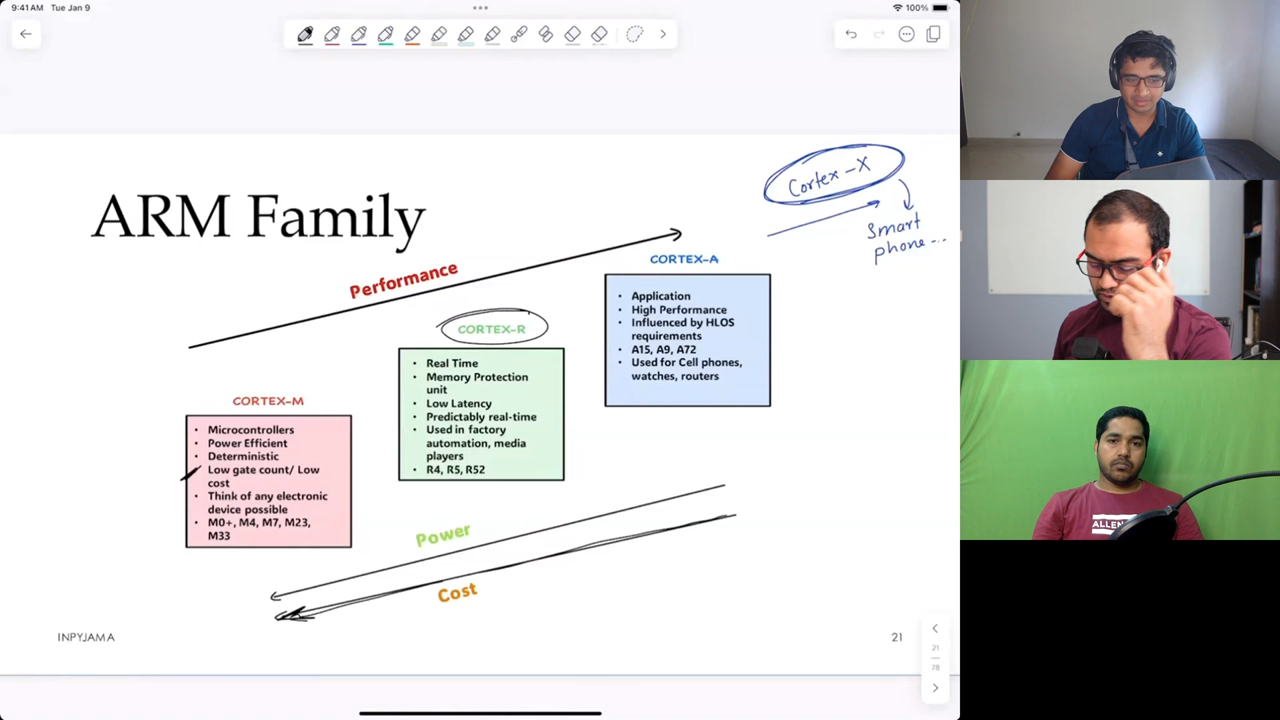 9:41 AM Tue Jan 9
100%
Cortex-X
Smart
phone...
ARM Family
Performance
CORTEX-A
• Application
• High Performance
• Influenced by HLOS
requirements
• A15, A9, A72
• Used for Cell phones,
watches, routers
CORTEX-R
• Real Time
• Memory Protection
unit
• Low Latency
• Predictably real-time
• Used in factory
automation, media
players
• R4, R5, R52
CORTEX-M
• Microcontrollers
• Power Efficient
• Deterministic
• Low gate count/ Low
cost
• Think of any electronic
device possible
• M0+, M4, M7, M23,
M33
Power
Cost
INPYJAMA
21
21
78
ALLEN